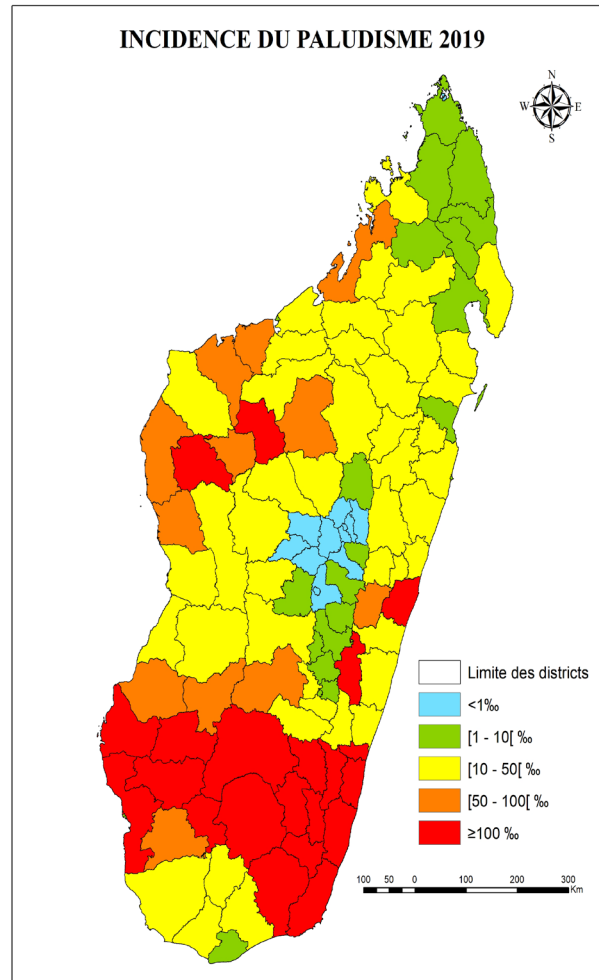 INCIDENCE DU PALUDISME 2019
N
W E
S
Limite des districts
<1‰
[1 - 10[ ‰
[10 - 50[ ‰
[50 - 100[ ‰
≥100 ‰
100 50 0 100 200 300
Km